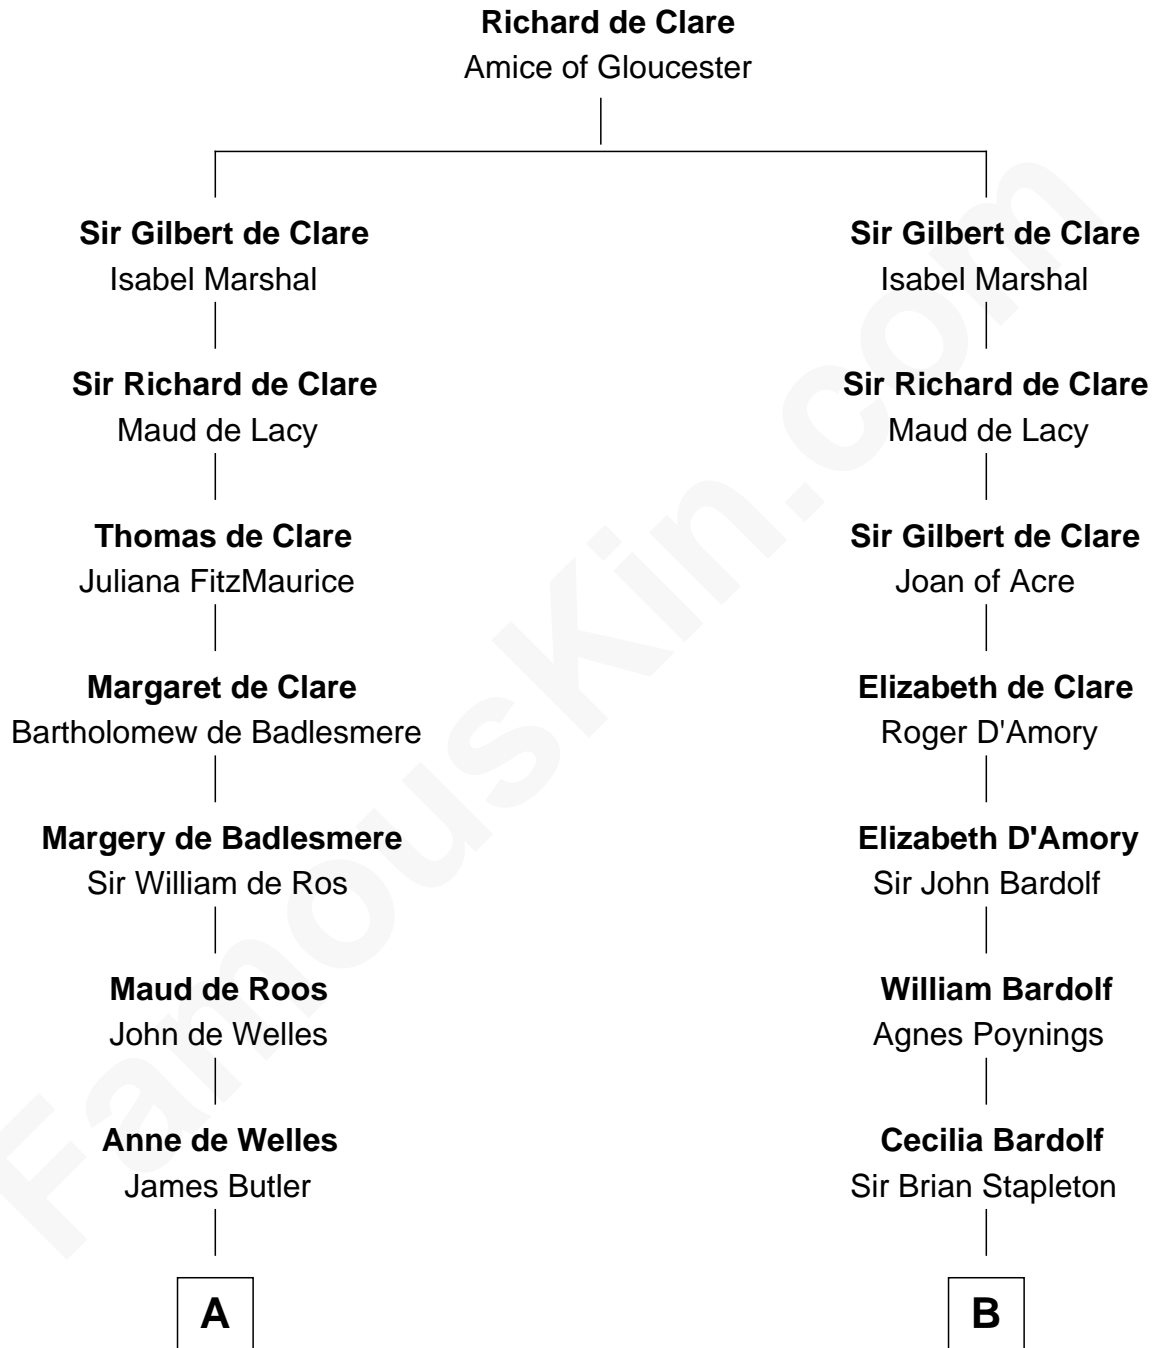 Richard de Clare
Amice of Gloucester
Sir Gilbert de Clare
Isabel Marshal
Sir Richard de Clare
Maud de Lacy
Thomas de Clare
Juliana FitzMaurice
Margaret de Clare
Bartholomew de Badlesmere
Margery de Badlesmere
Sir William de Ros
Maud de Roos
John de Welles
Anne de Welles
James Butler
A
Sir Gilbert de Clare
Isabel Marshal
Sir Richard de Clare
Maud de Lacy
Sir Gilbert de Clare
Joan of Acre
Elizabeth de Clare
Roger D'Amory
Elizabeth D'Amory
Sir John Bardolf
William Bardolf
Agnes Poynings
Cecilia Bardolf
Sir Brian Stapleton
B
FamousKin.com